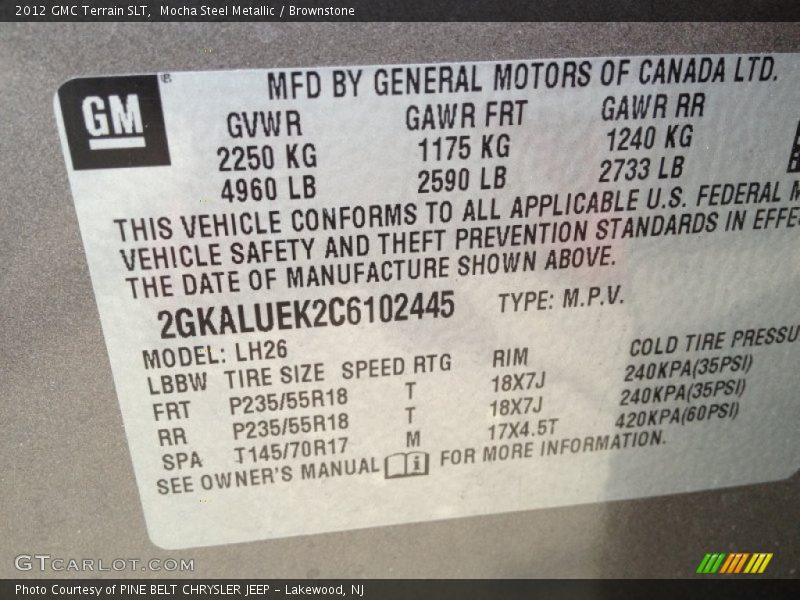 2012 GMC Terrain SLT, Mocha Steel Metallic / Brownstone
GM ®
MFD BY GENERAL MOTORS OF CANADA LTD.
GVWR GAWR FRT GAWR RR
2250 KG 1175 KG 1240 KG
4960 LB 2590 LB 2733 LB
THIS VEHICLE CONFORMS TO ALL APPLICABLE U.S. FEDERAL
VEHICLE SAFETY AND THEFT PREVENTION STANDARDS IN EFFE
THE DATE OF MANUFACTURE SHOWN ABOVE.
2GKALUEK2C6102445 TYPE: M.P.V.
MODEL: LH26
LBBW TIRE SIZE SPEED RTG RIM COLD TIRE PRESSU
FRT P235/55R18 T 18X7J 240KPA(35PSI)
RR P235/55R18 T 18X7J 240KPA(35PSI)
SPA T145/70R17 M 17X4.5T 420KPA(60PSI)
SEE OWNER'S MANUAL i FOR MORE INFORMATION.
GTCARLOT.COM
Photo Courtesy of PINE BELT CHRYSLER JEEP - Lakewood, NJ